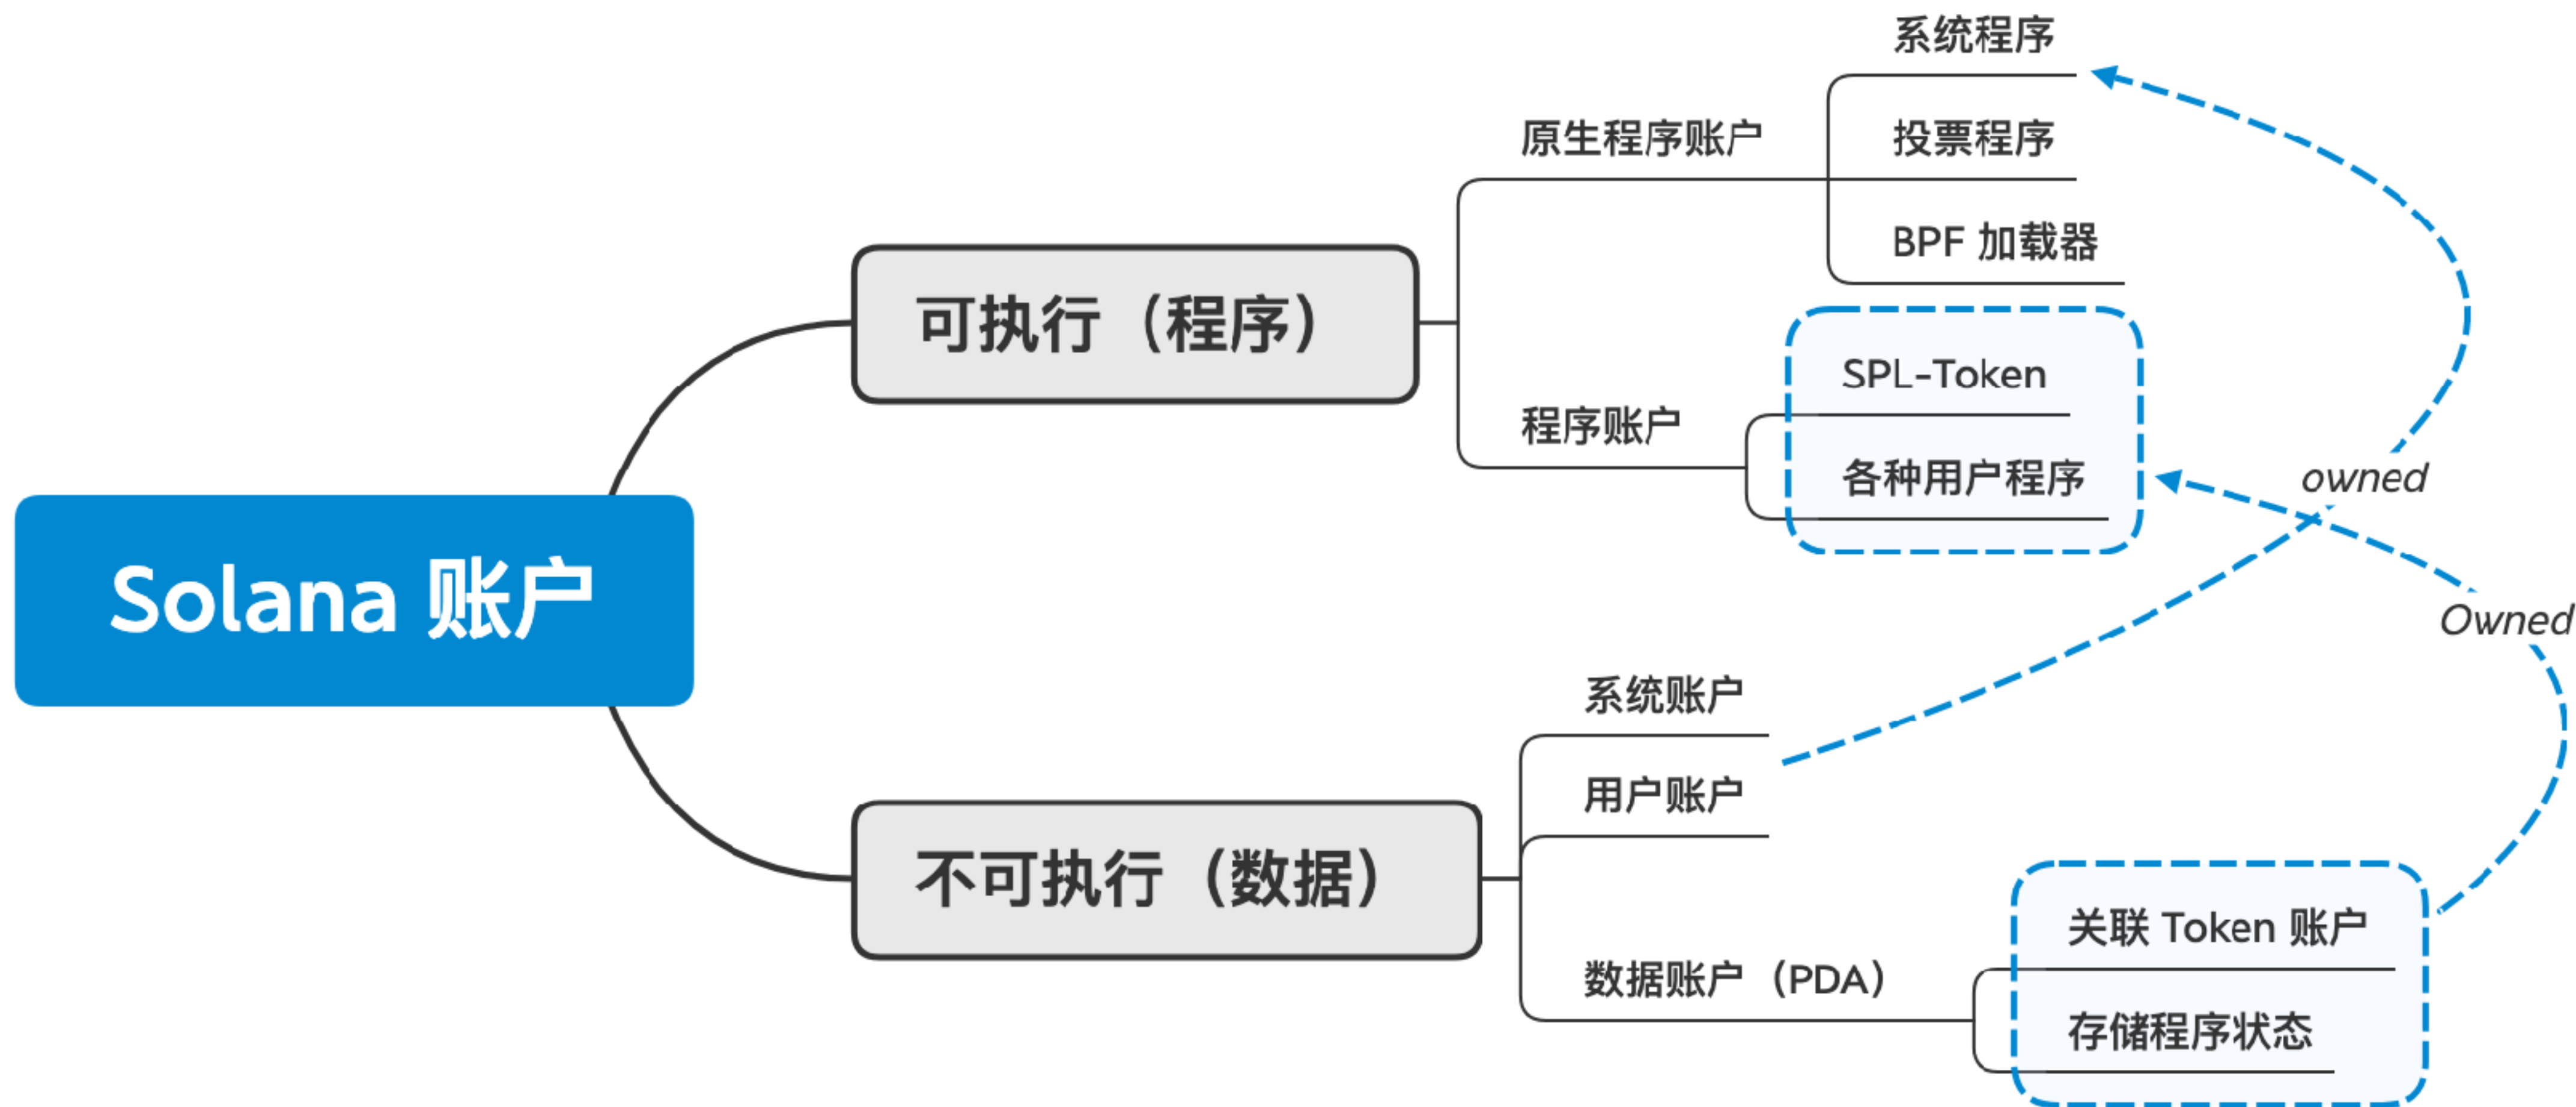 Solana 账户
可执行（程序）
原生程序账户
系统程序
投票程序
BPF 加载器
程序账户
SPL-Token
各种用户程序
owned
Owned
不可执行（数据）
系统账户
用户账户
数据账户（PDA）
关联 Token 账户
存储程序状态